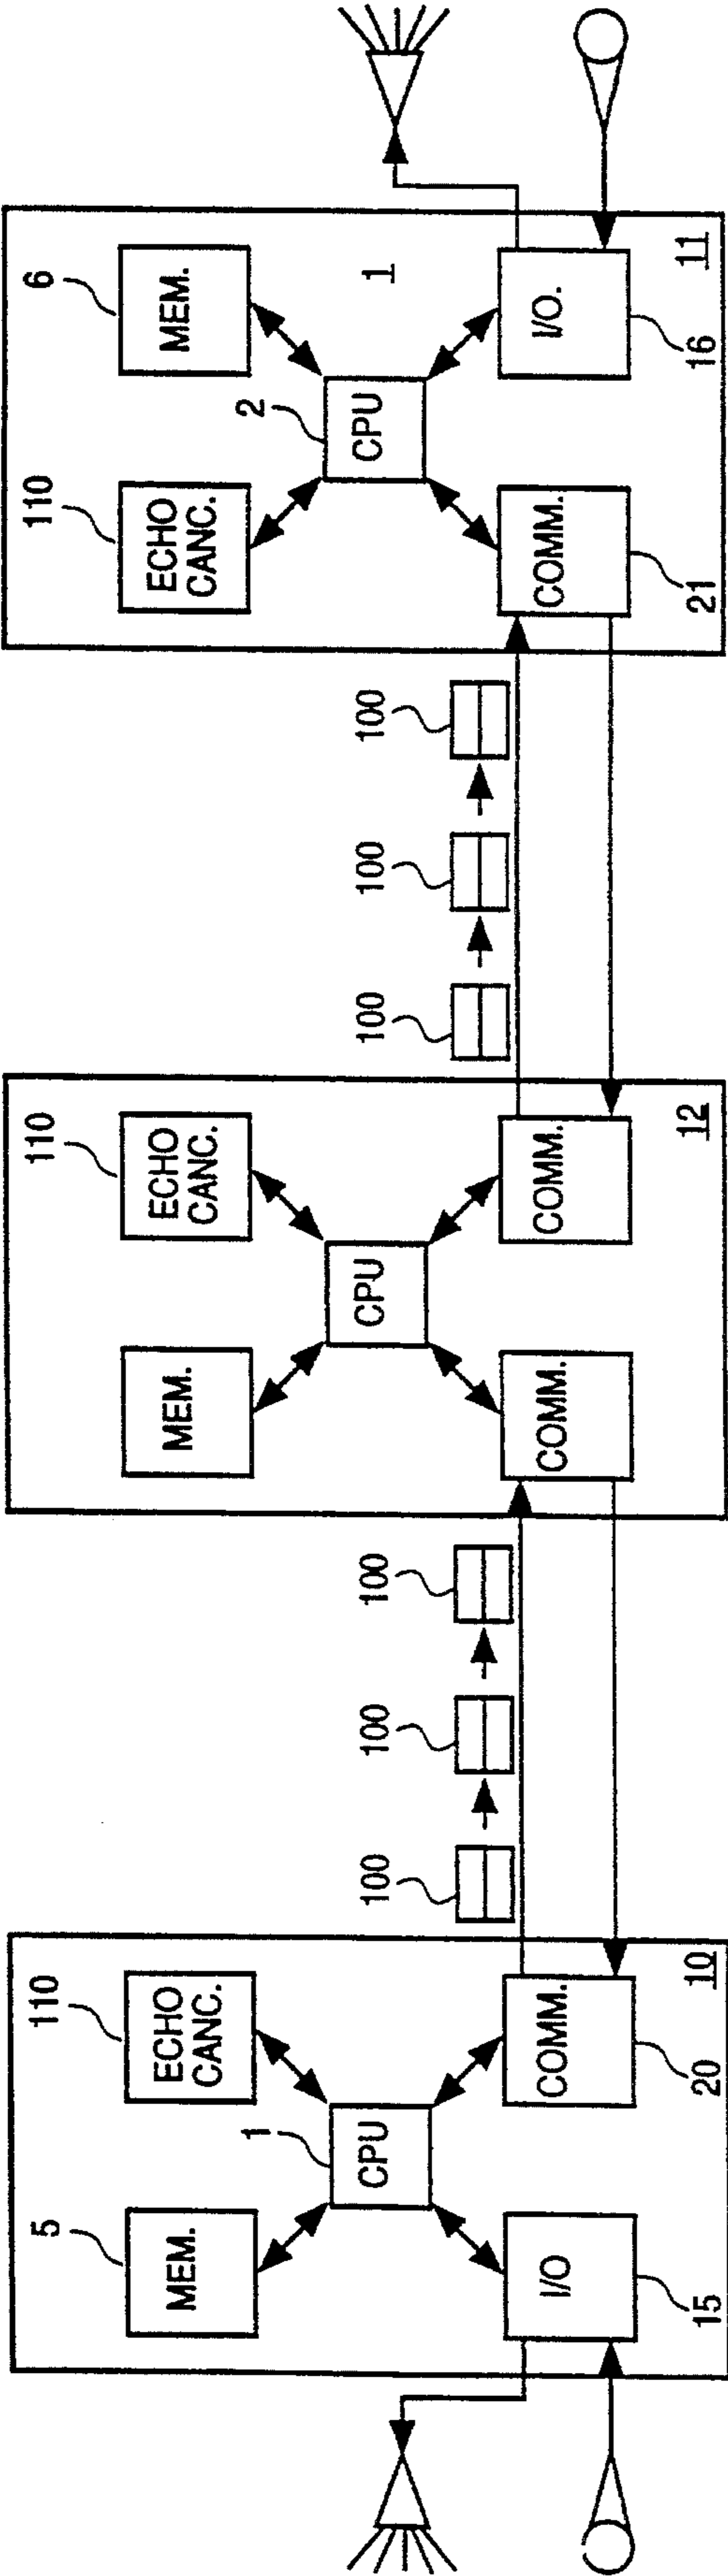 5
MEM.
110
ECHO
CANC.
1
CPU
I/O
COMM.
15
20
10
100
100
100
MEM.
110
ECHO
CANC.
CPU
COMM.
COMM.
12
100
100
100
110
ECHO
CANC.
6
MEM.
2
CPU
1
COMM.
I/O.
21
16
11